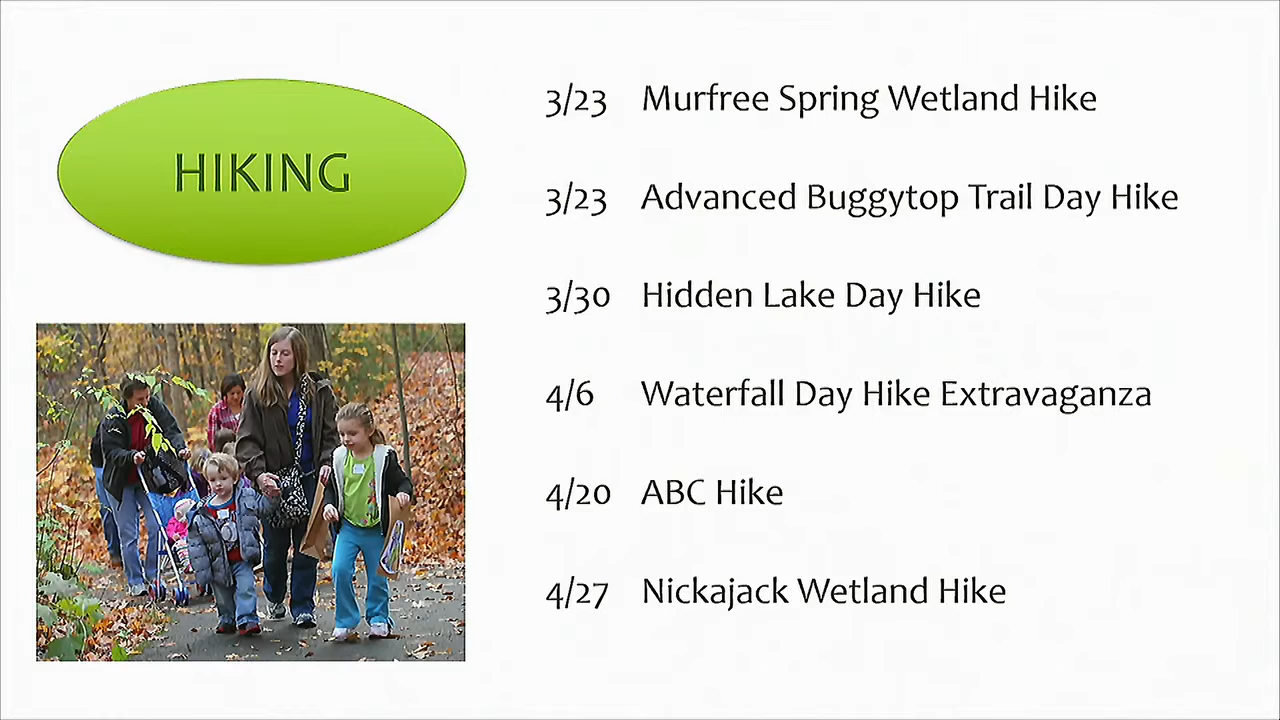 HIKING
3/23 Murfree Spring Wetland Hike
3/23 Advanced Buggytop Trail Day Hike
3/30 Hidden Lake Day Hike
4/6 Waterfall Day Hike Extravaganza
4/20 ABC Hike
4/27 Nickajack Wetland Hike